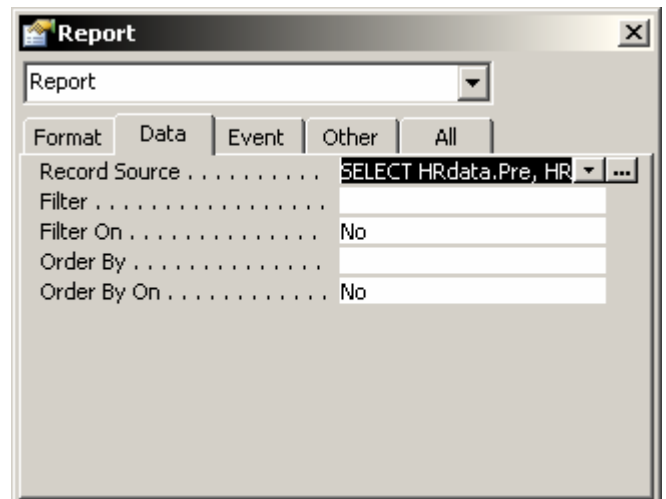 Report
Report
Format Data Event Other All
Record Source . . . . . . . . . . SELECT HRdata.Pre, HR ...
Filter . . . . . . . . . . . . . . . . .
Filter On . . . . . . . . . . . . . . No
Order By . . . . . . . . . . . . . .
Order By On . . . . . . . . . . . . No